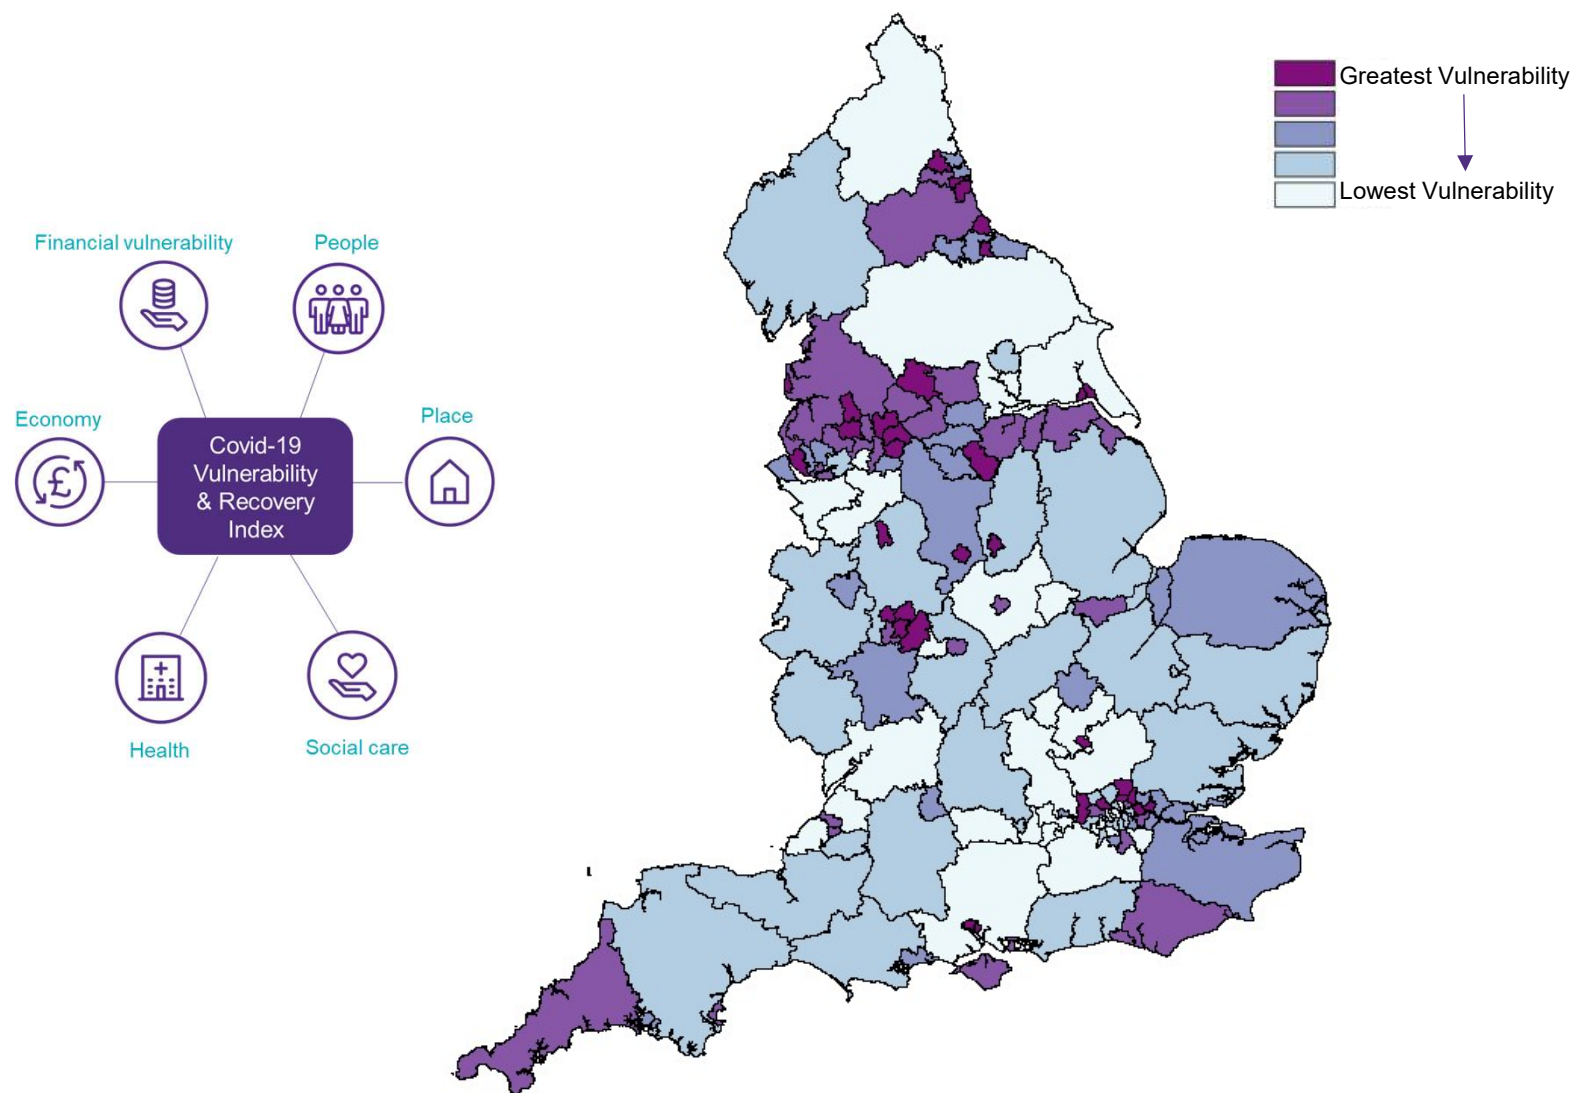 Greatest Vulnerability
Lowest Vulnerability
Financial vulnerability
People
Economy
Place
Covid-19
Vulnerability
& Recovery
Index
Health
Social care